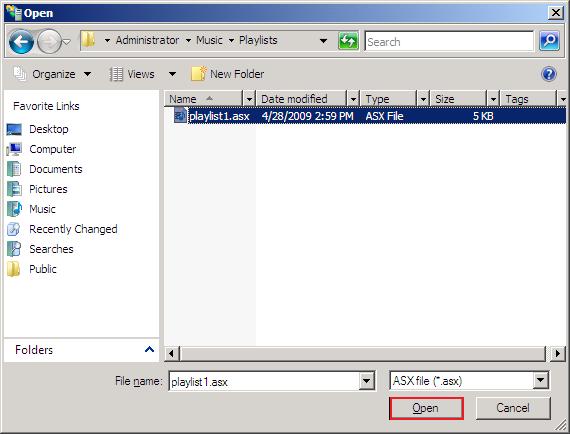 Open
Administrator Music Playlists Search
Organize Views New Folder
Favorite Links
Desktop
Computer
Documents
Pictures
Music
Recently Changed
Searches
Public
Folders
Name Date modified Type Size Tags
playlist1.asx 4/28/2009 2:59 PM ASX File 5 KB
File name: playlist1.asx ASX file (*.asx)
Open Cancel